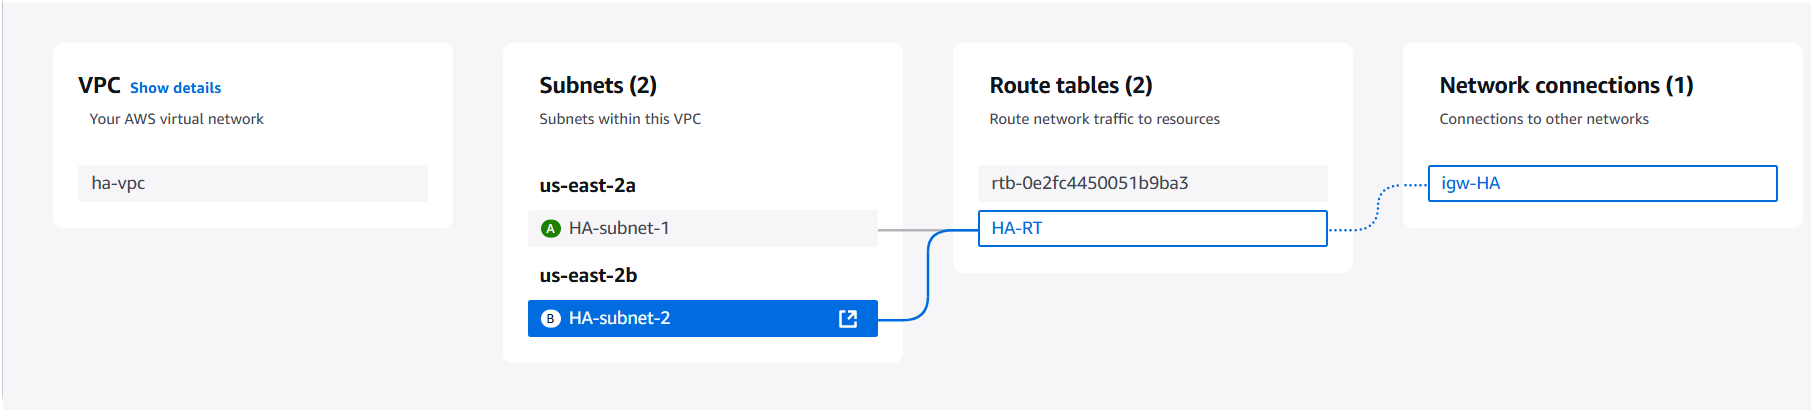 VPC Show details
Your AWS virtual network
ha-vpc
Subnets (2)
Subnets within this VPC
us-east-2a
A HA-subnet-1
us-east-2b
B HA-subnet-2
Route tables (2)
Route network traffic to resources
rtb-0e2fc4450051b9ba3
HA-RT
Network connections (1)
Connections to other networks
igw-HA